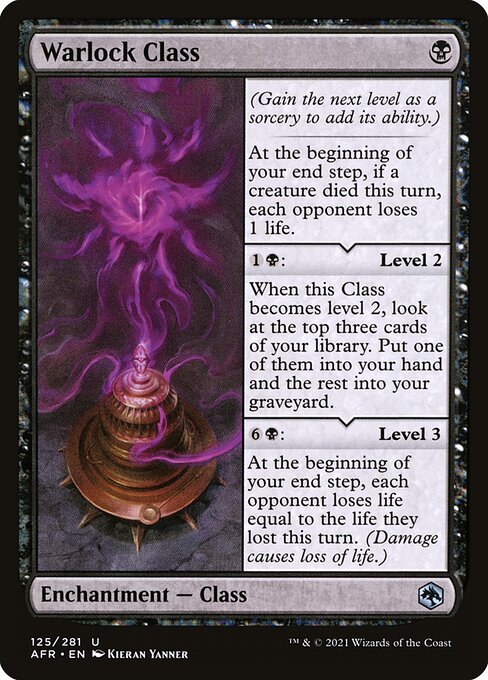 Warlock Class
(Gain the next level as a
sorcery to add its ability.)
At the beginning of
your end step, if a
creature died this turn,
each opponent loses
1 life.
1 : Level 2
When this Class
becomes level 2, look
at the top three cards
of your library. Put one
of them into your hand
and the rest into your
graveyard.
6 : Level 3
At the beginning of
your end step, each
opponent loses life
equal to the life they
lost this turn. (Damage
causes loss of life.)
Enchantment — Class
125/281 U
AFR • EN Kieran Yanner
™ & © 2021 Wizards of the Coast